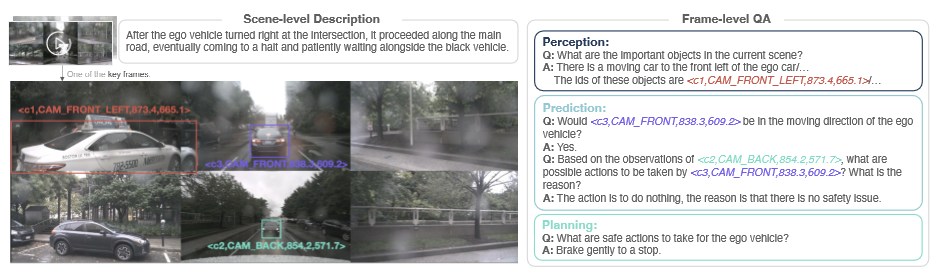 Scene-level Description
After the ego vehicle turned right at the intersection, it proceeded along the main
road, eventually coming to a halt and patiently waiting alongside the black vehicle.
One of the key frames.
<c1,CAM_FRONT_LEFT,873.4,665.1>
<c3,CAM_FRONT,838.3,609.2>
<c2,CAM_BACK,854.2,571.7>
Frame-level QA
Perception:
Q: What are the important objects in the current scene?
A: There is a moving car to the front left of the ego car/...
The ids of these objects are <c1,CAM_FRONT_LEFT,873.4,665.1>/...
Prediction:
Q: Would <c3,CAM_FRONT,838.3,609.2> be in the moving direction of the ego
vehicle?
A: Yes.
Q: Based on the observations of <c2,CAM_BACK,854.2,571.7>, what are
possible actions to be taken by <c3,CAM_FRONT,838.3,609.2>? What is the
reason?
A: The action is to do nothing, the reason is that there is no safety issue.
Planning:
Q: What are safe actions to take for the ego vehicle?
A: Brake gently to a stop.